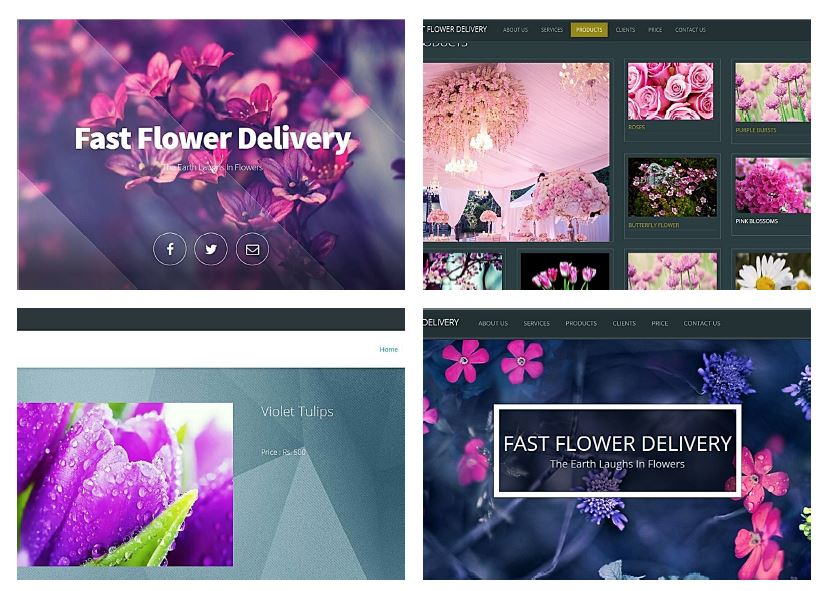 Fast Flower Delivery
The Earth Laughs In Flowers
FLOWER DELIVERY ABOUT US SERVICES PRODUCTS CLIENTS PRICE CONTACT US
ROSES
PURPLE BURSTS
BUTTERFLY FLOWER
PINK BLOSSOMS
Home
Violet Tulips
Price : Rs. 500
DELIVERY ABOUT US SERVICES PRODUCTS CLIENTS PRICE CONTACT US
FAST FLOWER DELIVERY
The Earth Laughs In Flowers